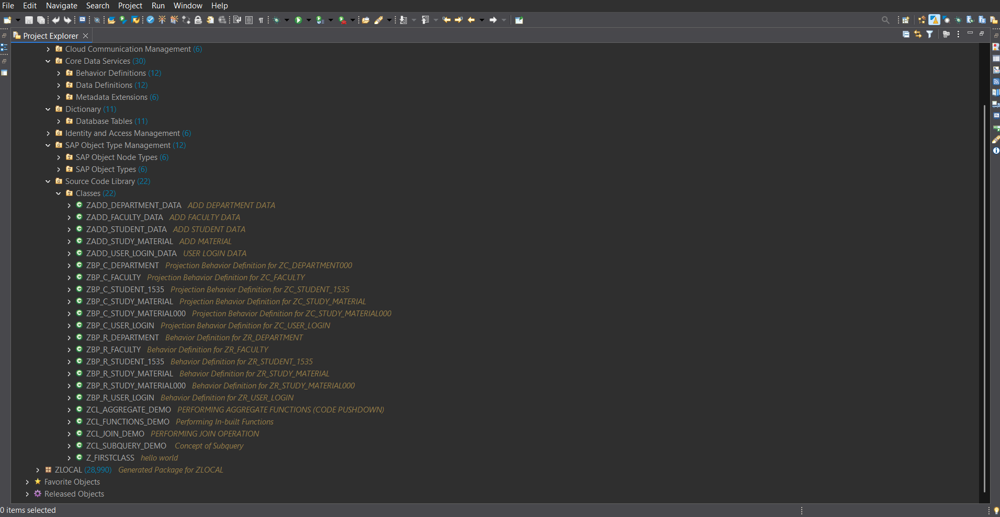 File Edit Navigate Search Project Run Window Help
Project Explorer
Cloud Communication Management (6)
Core Data Services (30)
Behavior Definitions (12)
Data Definitions (12)
Metadata Extensions (6)
Dictionary (11)
Database Tables (11)
Identity and Access Management (6)
SAP Object Type Management (12)
SAP Object Node Types (6)
SAP Object Types (6)
Source Code Library (22)
Classes (22)
ZADD_DEPARTMENT_DATA ADD DEPARTMENT DATA
ZADD_FACULTY_DATA ADD FACULTY DATA
ZADD_STUDENT_DATA ADD STUDENT DATA
ZADD_STUDY_MATERIAL ADD MATERIAL
ZADD_USER_LOGIN_DATA USER LOGIN DATA
ZBP_C_DEPARTMENT Projection Behavior Definition for ZC_DEPARTMENT000
ZBP_C_FACULTY Projection Behavior Definition for ZC_FACULTY
ZBP_C_STUDENT_1535 Projection Behavior Definition for ZC_STUDENT_1535
ZBP_C_STUDY_MATERIAL Projection Behavior Definition for ZC_STUDY_MATERIAL
ZBP_C_STUDY_MATERIAL000 Projection Behavior Definition for ZC_STUDY_MATERIAL000
ZBP_C_USER_LOGIN Projection Behavior Definition for ZC_USER_LOGIN
ZBP_R_DEPARTMENT Behavior Definition for ZR_DEPARTMENT
ZBP_R_FACULTY Behavior Definition for ZR_FACULTY
ZBP_R_STUDENT_1535 Behavior Definition for ZR_STUDENT_1535
ZBP_R_STUDY_MATERIAL Behavior Definition for ZR_STUDY_MATERIAL
ZBP_R_STUDY_MATERIAL000 Behavior Definition for ZR_STUDY_MATERIAL000
ZBP_R_USER_LOGIN Behavior Definition for ZR_USER_LOGIN
ZCL_AGGREGATE_DEMO PERFORMING AGGREGATE FUNCTIONS (CODE PUSHDOWN)
ZCL_FUNCTIONS_DEMO Performing In-built Functions
ZCL_JOIN_DEMO PERFORMING JOIN OPERATION
ZCL_SUBQUERY_DEMO Concept of Subquery
Z_FIRSTCLASS hello world
ZLOCAL (28,990) Generated Package for ZLOCAL
Favorite Objects
Released Objects
0 items selected